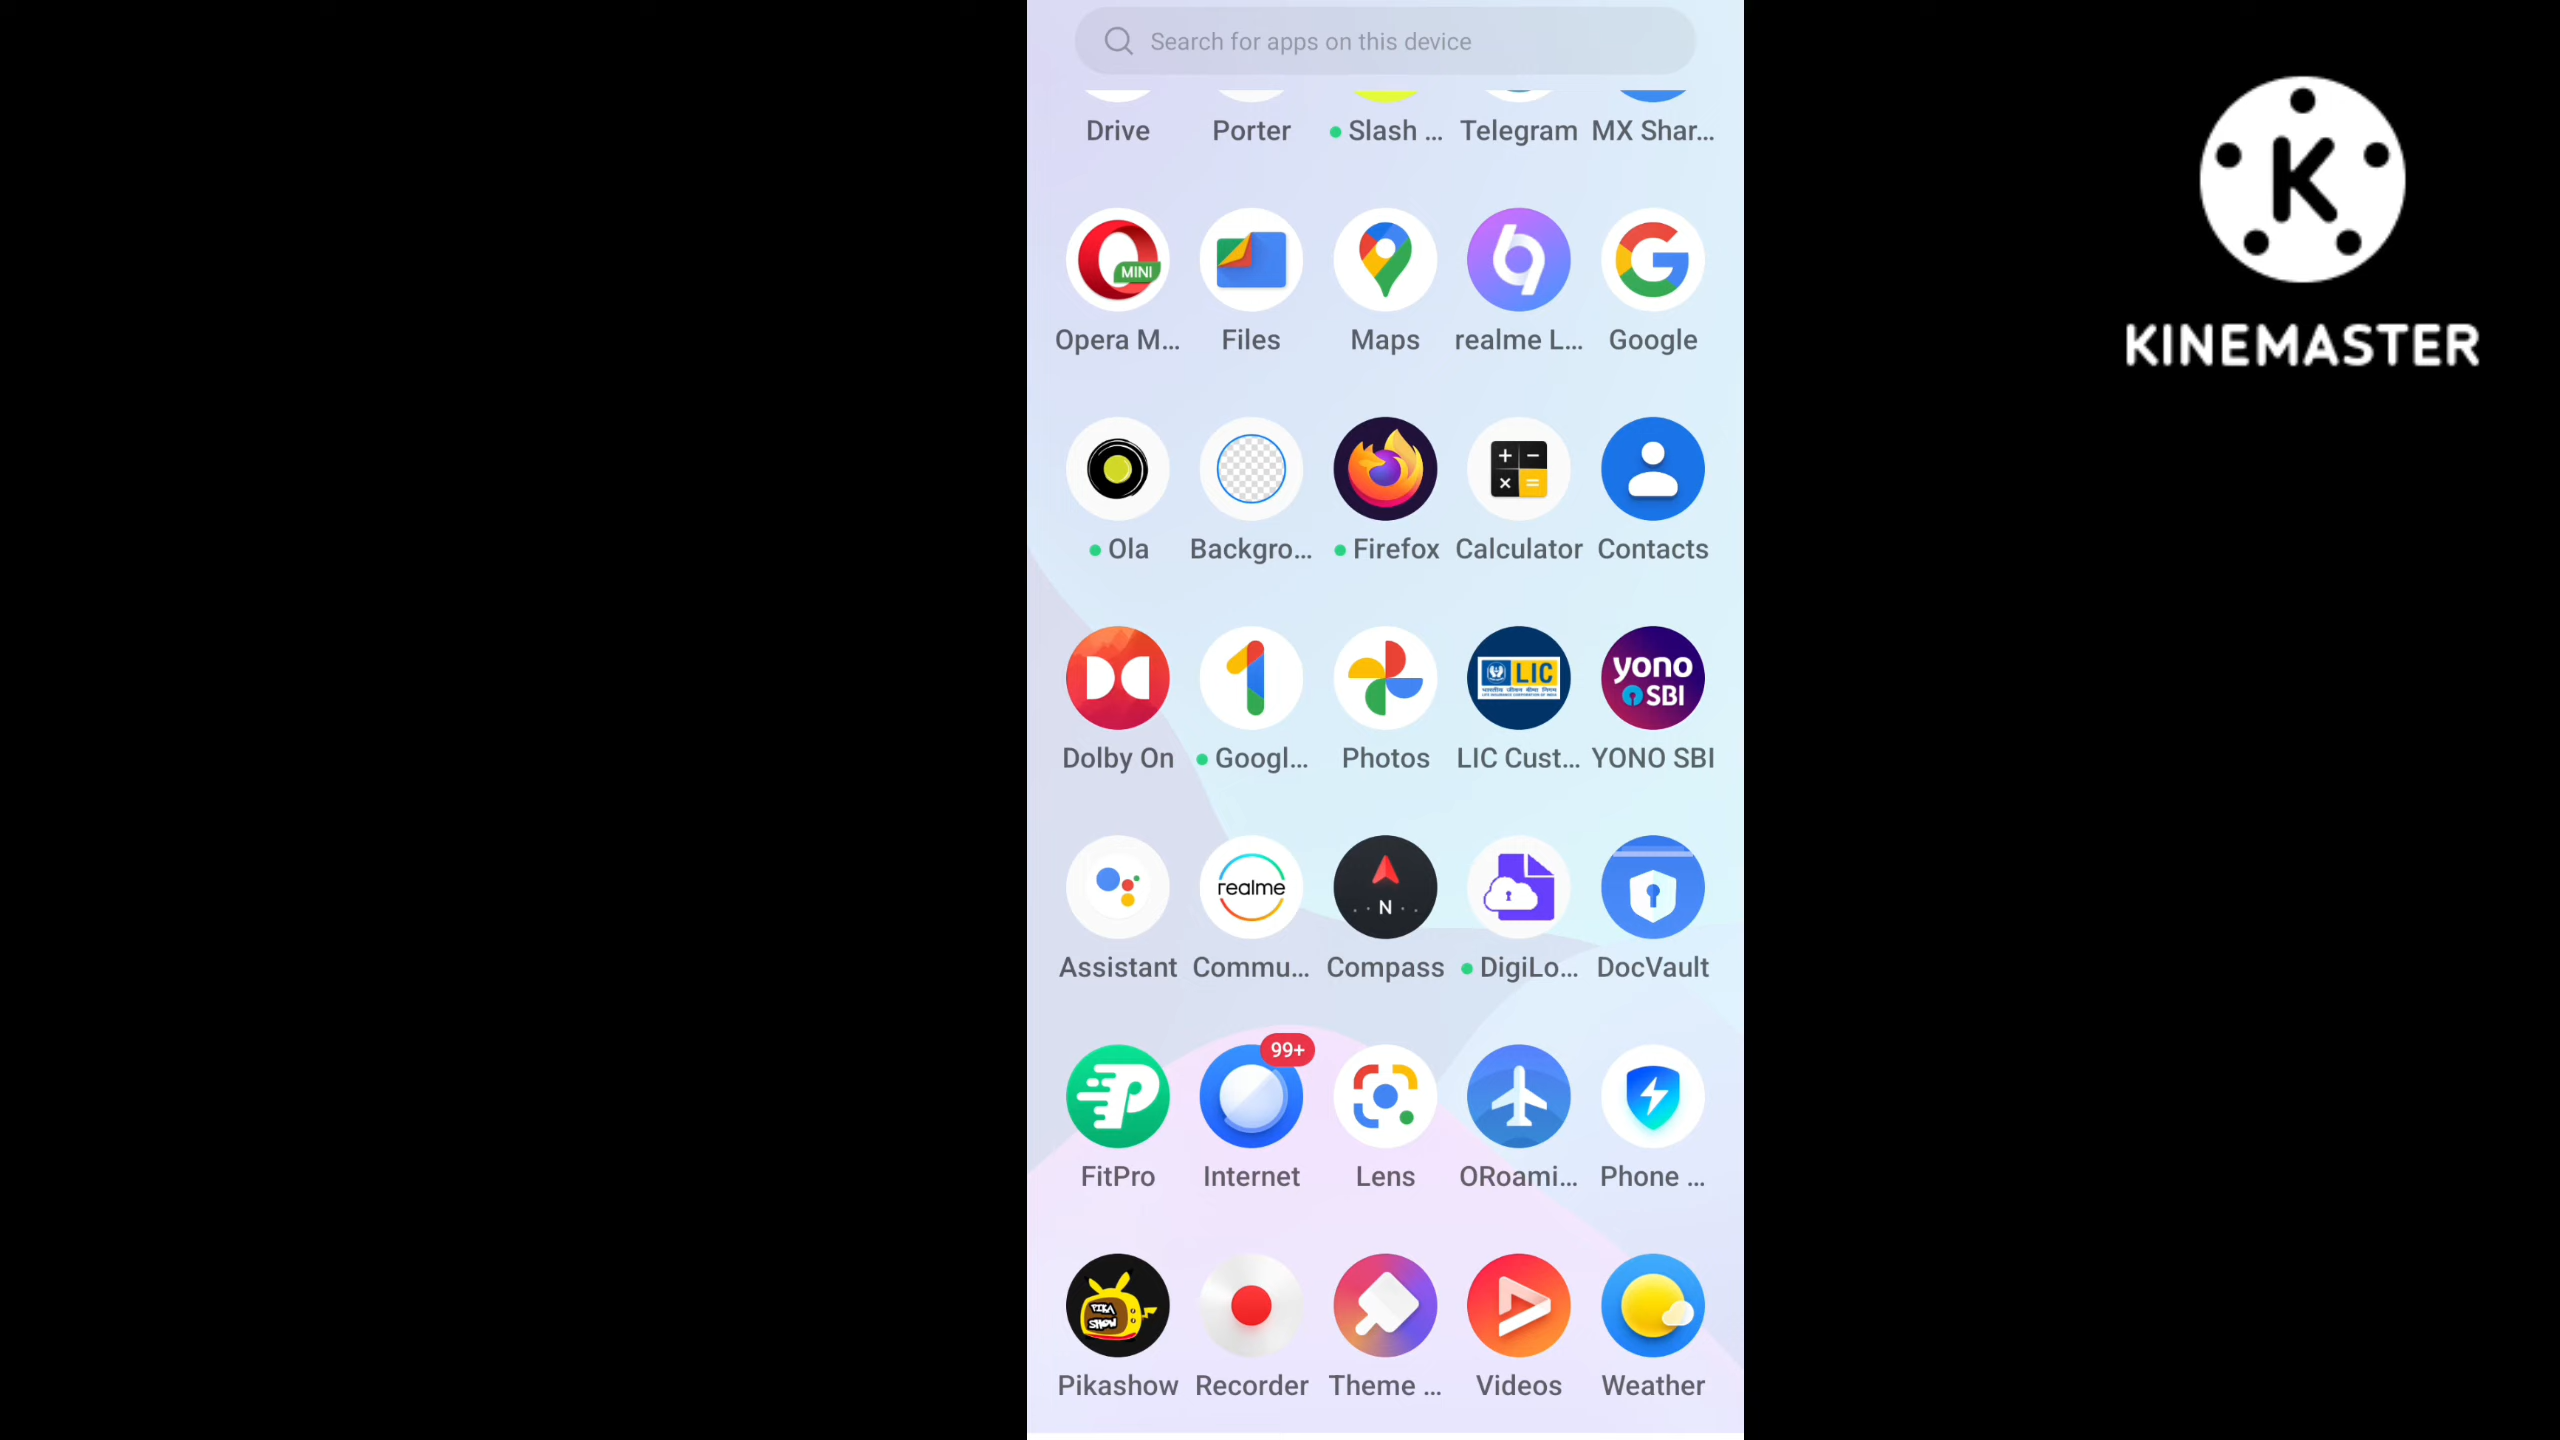 Search for apps on this device
Drive Porter Slash ... Telegram MX Shar...
MINI
Opera M... Files Maps realme L... Google
Ola Backgro... Firefox Calculator Contacts
LIC
yono
SBI
Dolby On Googl... Photos LIC Cust... YONO SBI
realme
N
Assistant Commu... Compass DigiLo... DocVault
99+
FitPro Internet Lens ORoami... Phone ...
PIKA
SHOW
Pikashow Recorder Theme ... Videos Weather
K
KINEMASTER